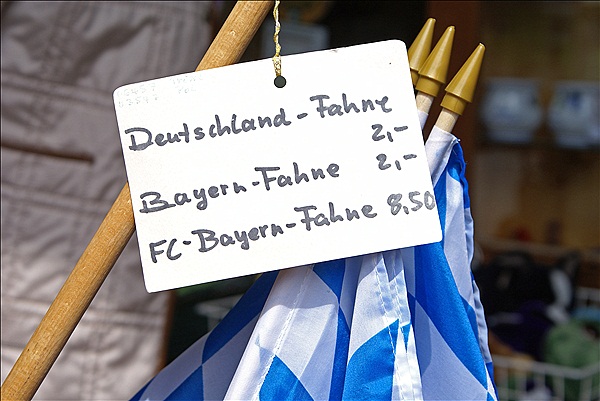 Deutschland-Fahne
2,-
Bayern-Fahne 2,-
FC-Bayern-Fahne 8,50